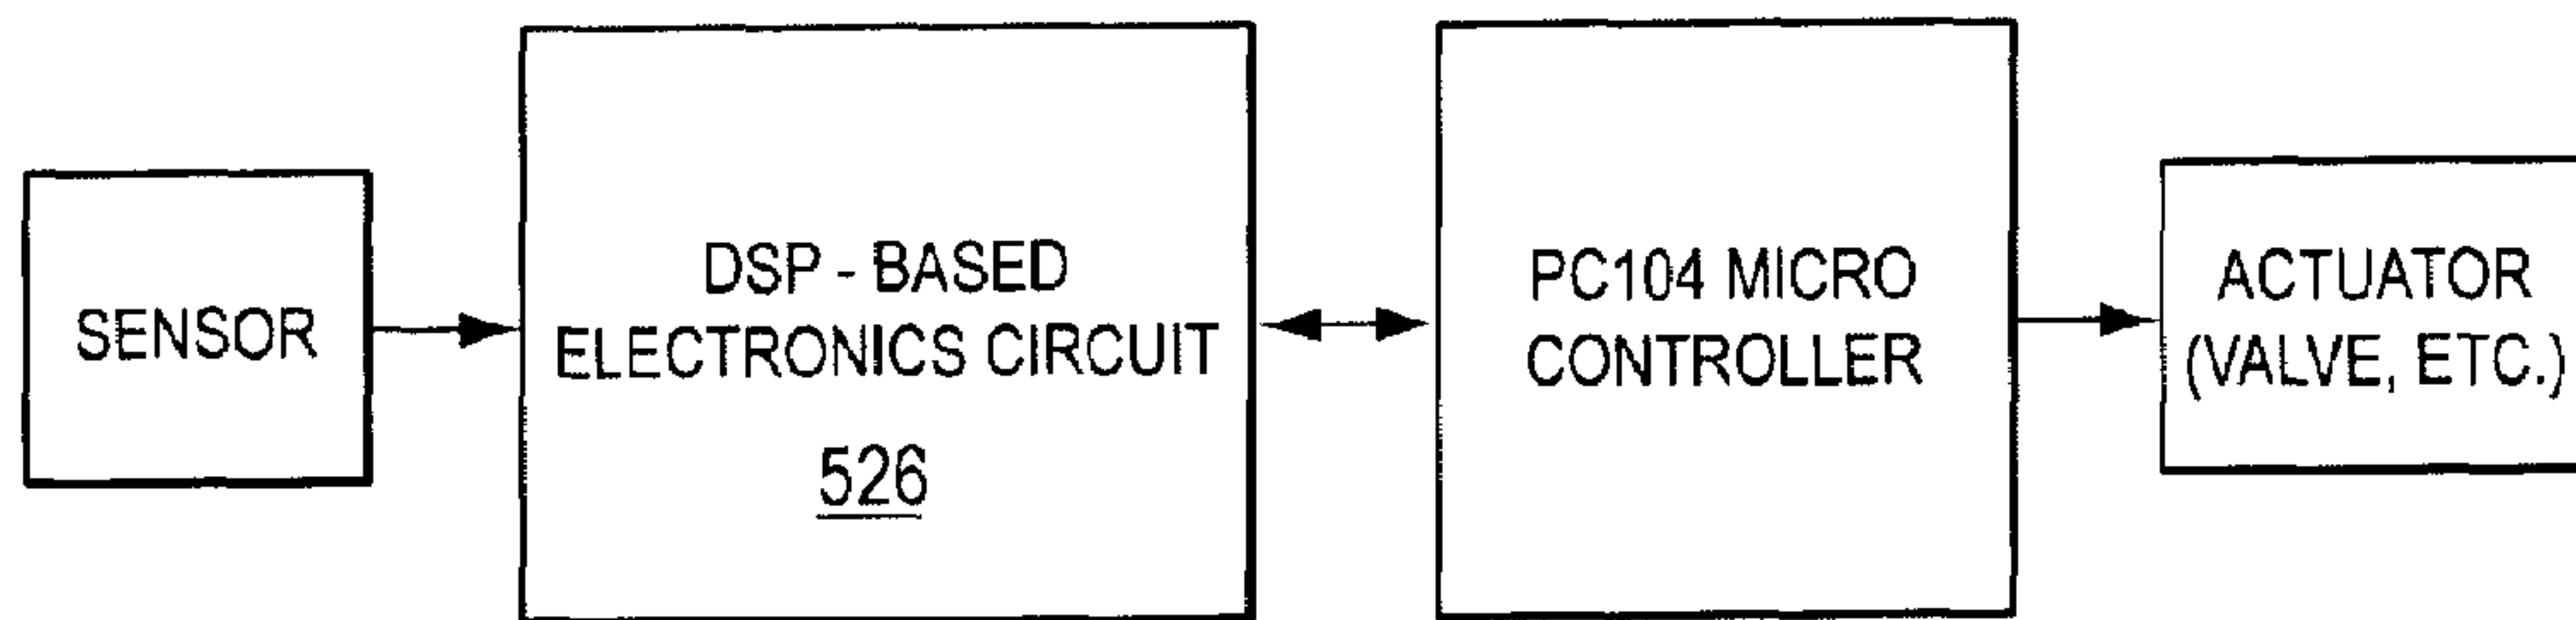 SENSOR
DSP - BASED
ELECTRONICS CIRCUIT
526
PC104 MICRO
CONTROLLER
ACTUATOR
(VALVE, ETC.)